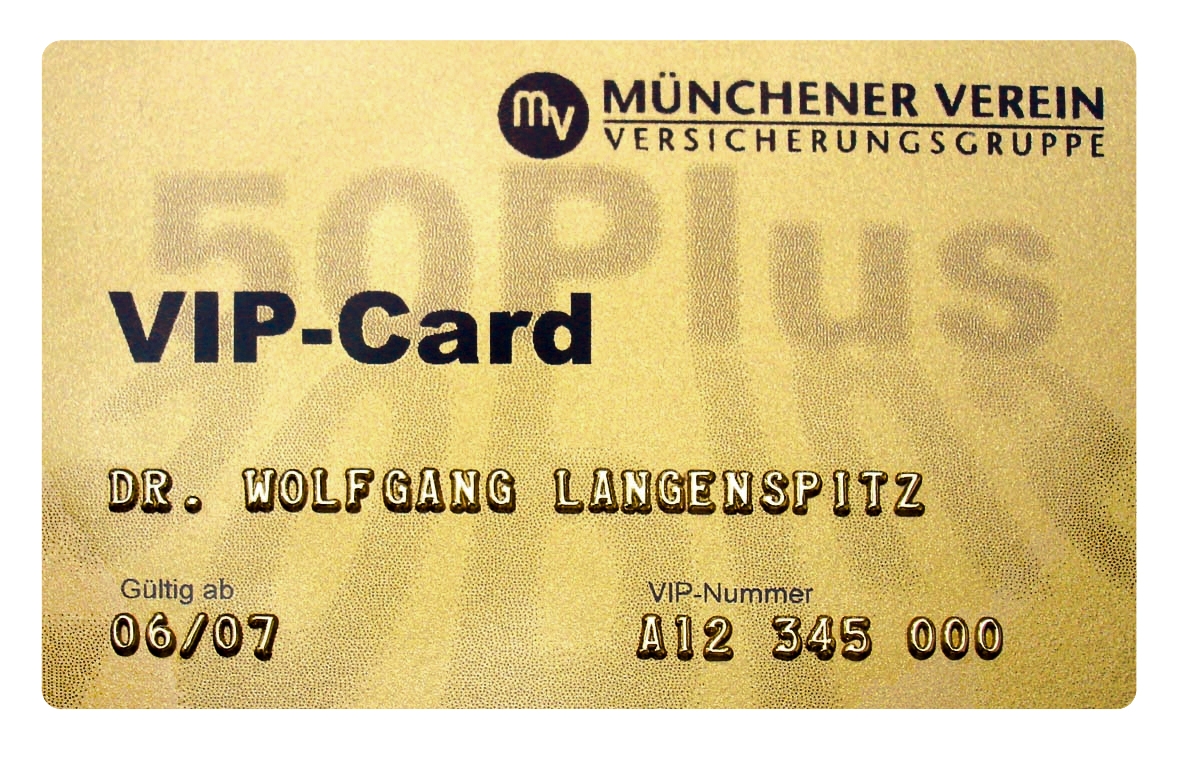 mv MÜNCHENER VEREIN
VERSICHERUNGSGRUPPE
50Plus
VIP-Card
DR. WOLFGANG LANGENSPITZ
Gültig ab VIP-Nummer
06/07 A12 345 000